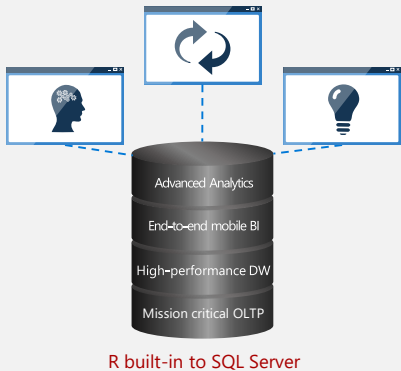 Advanced Analytics
End-to-end mobile BI
High-performance DW
Mission critical OLTP
R built-in to SQL Server